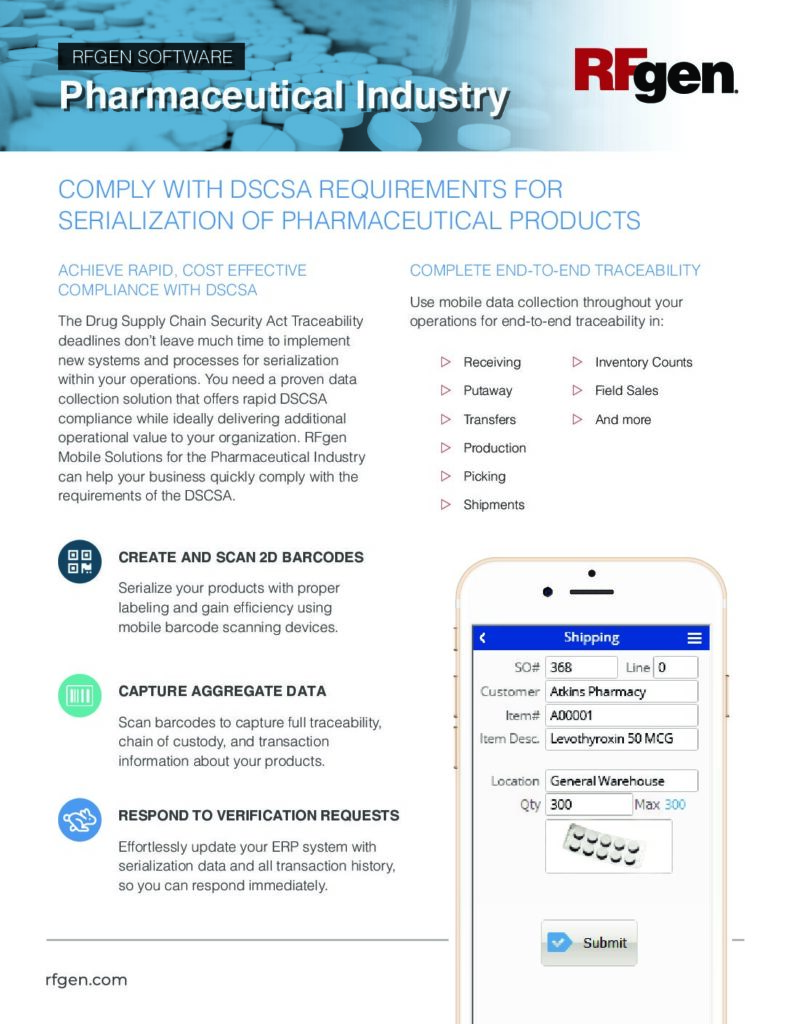 RFGEN SOFTWARE
Pharmaceutical Industry
RFgen.
COMPLY WITH DSCSA REQUIREMENTS FOR
SERIALIZATION OF PHARMACEUTICAL PRODUCTS
ACHIEVE RAPID, COST EFFECTIVE
COMPLIANCE WITH DSCSA
The Drug Supply Chain Security Act Traceability
deadlines don’t leave much time to implement
new systems and processes for serialization
within your operations. You need a proven data
collection solution that offers rapid DSCSA
compliance while ideally delivering additional
operational value to your organization. RFgen
Mobile Solutions for the Pharmaceutical Industry
can help your business quickly comply with the
requirements of the DSCSA.
COMPLETE END-TO-END TRACEABILITY
Use mobile data collection throughout your
operations for end-to-end traceability in:
Receiving
Putaway
Transfers
Production
Picking
Shipments
Inventory Counts
Field Sales
And more
CREATE AND SCAN 2D BARCODES
Serialize your products with proper
labeling and gain efficiency using
mobile barcode scanning devices.
CAPTURE AGGREGATE DATA
Scan barcodes to capture full traceability,
chain of custody, and transaction
information about your products.
RESPOND TO VERIFICATION REQUESTS
Effortlessly update your ERP system with
serialization data and all transaction history,
so you can respond immediately.
Shipping
SO# 368 Line 0
Customer Atkins Pharmacy
Item# A00001
Item Desc. Levothyroxin 50 MCG
Location General Warehouse
Qty 300 Max 300
Submit
rfgen.com